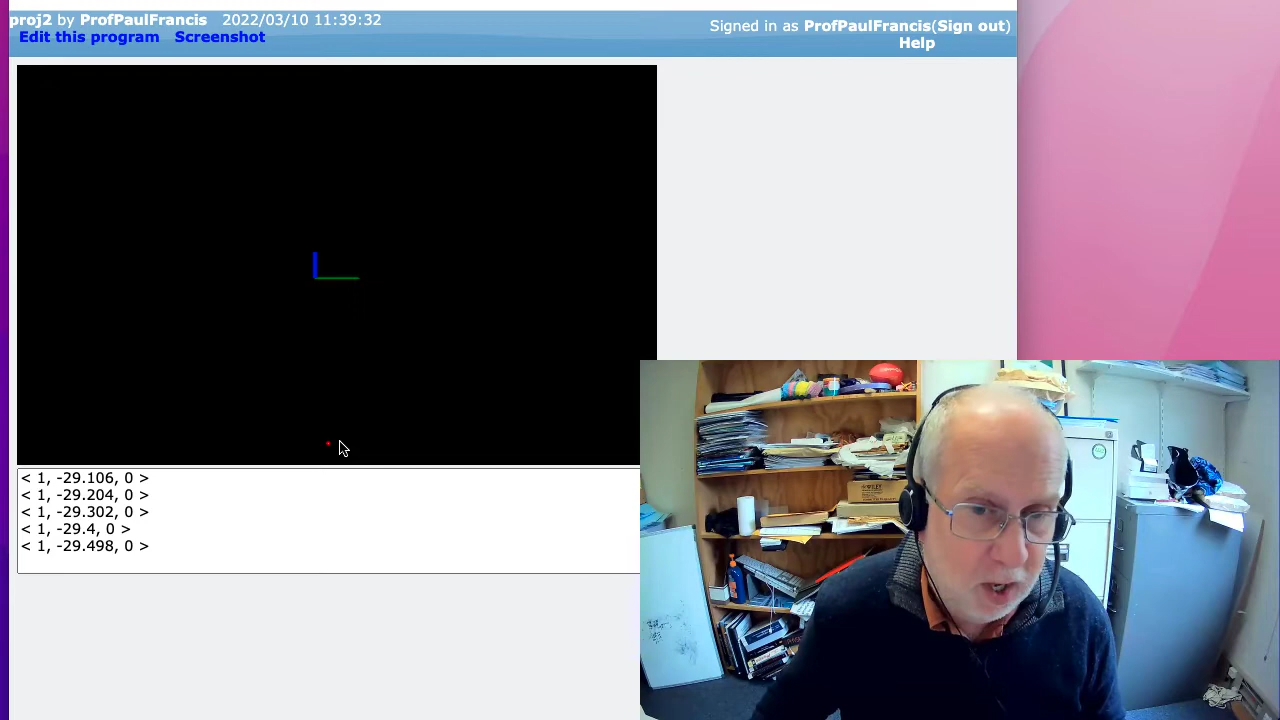 proj2 by ProfPaulFrancis 2022/03/10 11:39:32
Signed in as ProfPaulFrancis(Sign out)
Edit this program Screenshot
Help
< 1, -29.106, 0 >
< 1, -29.204, 0 >
< 1, -29.302, 0 >
< 1, -29.4, 0 >
< 1, -29.498, 0 >